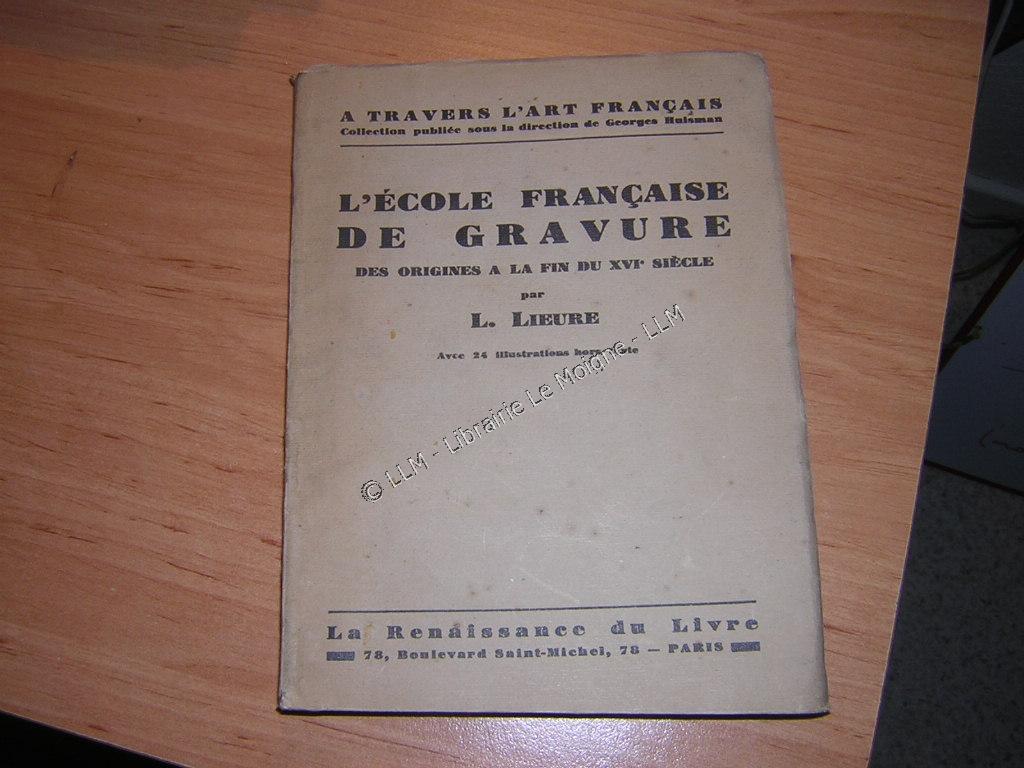 A TRAVERS L'ART FRANÇAIS
Collection publiée sous la direction de Georges Huisman
L'ÉCOLE FRANÇAISE
DE GRAVURE
DES ORIGINES A LA FIN DU XVIe SIÈCLE
par
L. LIEURE
Avec 24 illustrations hors-texte
© LLM - Librairie Le Moigne - LLM
La Renaissance du Livre
78, Boulevard Saint-Michel, 78 — PARIS